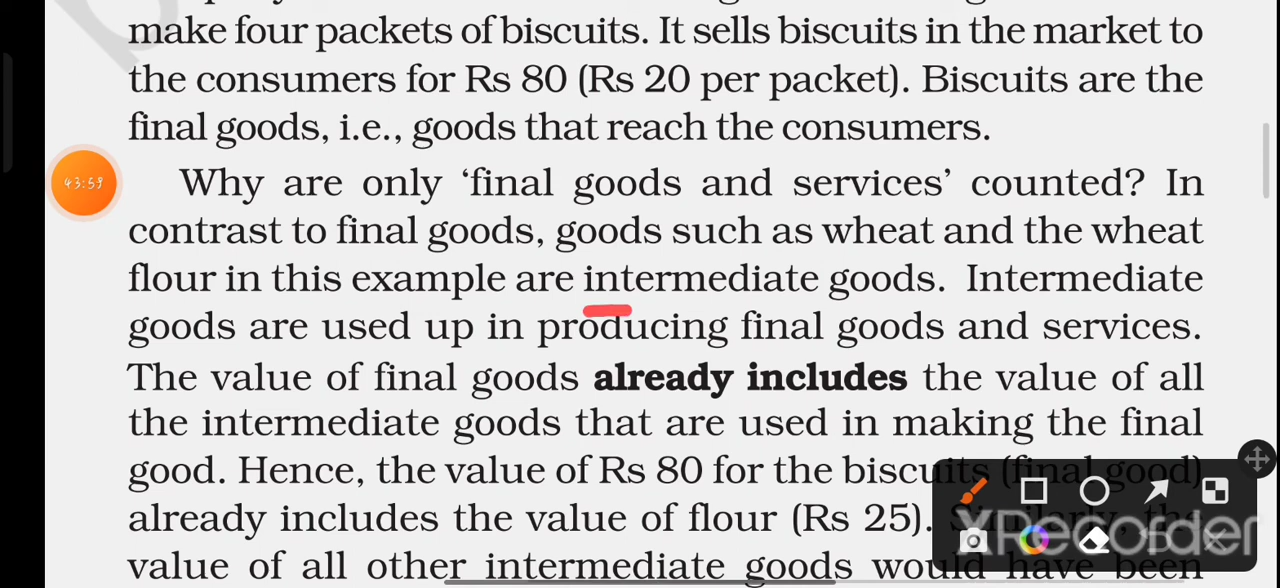 make four packets of biscuits. It sells biscuits in the market to
the consumers for Rs 80 (Rs 20 per packet). Biscuits are the
final goods, i.e., goods that reach the consumers.
43:59
Why are only ‘final goods and services’ counted? In
contrast to final goods, goods such as wheat and the wheat
flour in this example are intermediate goods. Intermediate
goods are used up in producing final goods and services.
The value of final goods already includes the value of all
the intermediate goods that are used in making the final
good. Hence, the value of Rs 80 for the biscuits (final good)
already includes the value of flour (Rs 25). Similarly, the
XRecorder
value of all other intermediate goods would have been